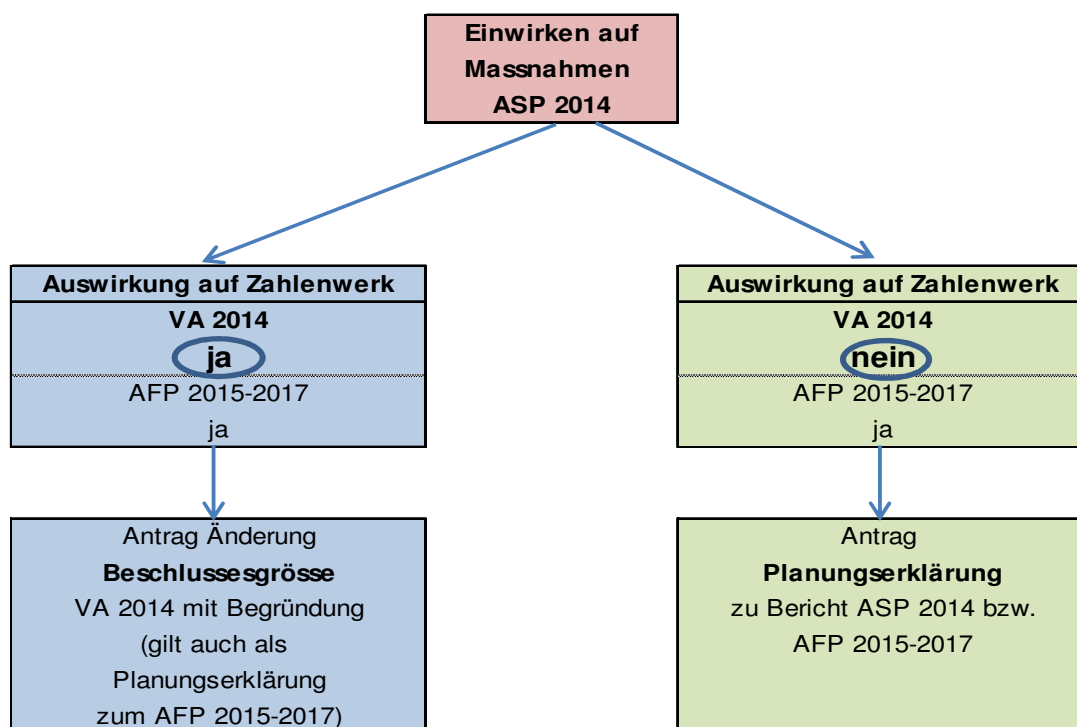 Einwirken auf
Massnahmen
ASP 2014
Auswirkung auf Zahlenwerk
VA 2014
ja
AFP 2015-2017
ja
Antrag Änderung
Beschlussesgrösse
VA 2014 mit Begründung
(gilt auch als
Planungserklärung
zum AFP 2015-2017)
Auswirkung auf Zahlenwerk
VA 2014
nein
AFP 2015-2017
ja
Antrag
Planungserklärung
zu Bericht ASP 2014 bzw.
AFP 2015-2017